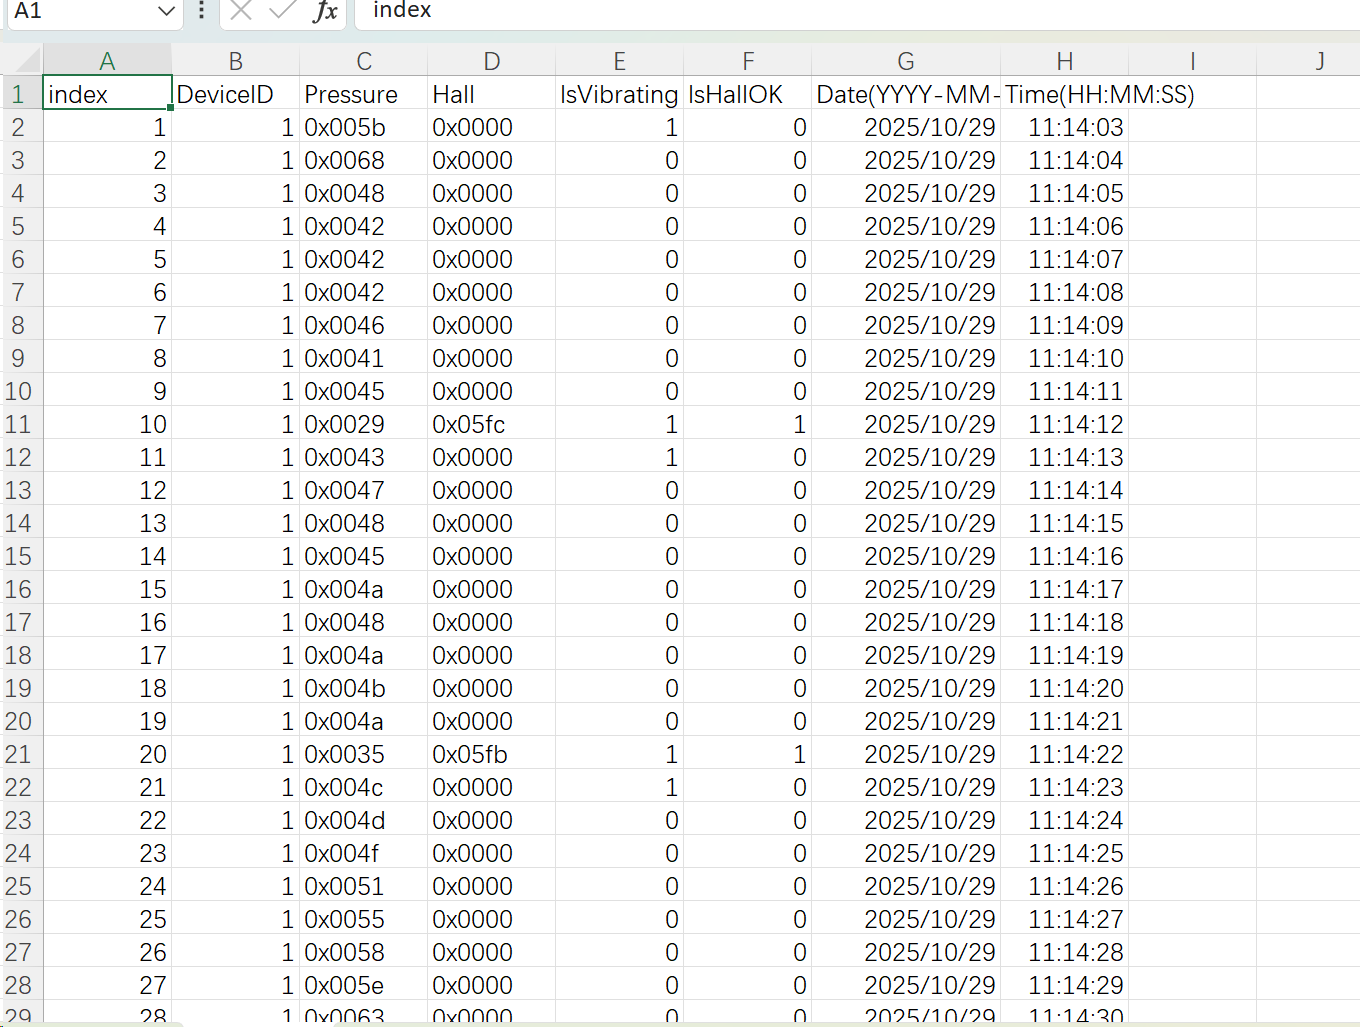 A1 fx index
A B C D E F G H I J
1 index DeviceID Pressure Hall IsVibrating IsHallOK Date(YYYY-MM- Time(HH:MM:SS)
2 1 1 0x005b 0x0000 1 0 2025/10/29 11:14:03
3 2 1 0x0068 0x0000 0 0 2025/10/29 11:14:04
4 3 1 0x0048 0x0000 0 0 2025/10/29 11:14:05
5 4 1 0x0042 0x0000 0 0 2025/10/29 11:14:06
6 5 1 0x0042 0x0000 0 0 2025/10/29 11:14:07
7 6 1 0x0042 0x0000 0 0 2025/10/29 11:14:08
8 7 1 0x0046 0x0000 0 0 2025/10/29 11:14:09
9 8 1 0x0041 0x0000 0 0 2025/10/29 11:14:10
10 9 1 0x0045 0x0000 0 0 2025/10/29 11:14:11
11 10 1 0x0029 0x05fc 1 1 2025/10/29 11:14:12
12 11 1 0x0043 0x0000 1 0 2025/10/29 11:14:13
13 12 1 0x0047 0x0000 0 0 2025/10/29 11:14:14
14 13 1 0x0048 0x0000 0 0 2025/10/29 11:14:15
15 14 1 0x0045 0x0000 0 0 2025/10/29 11:14:16
16 15 1 0x004a 0x0000 0 0 2025/10/29 11:14:17
17 16 1 0x0048 0x0000 0 0 2025/10/29 11:14:18
18 17 1 0x004a 0x0000 0 0 2025/10/29 11:14:19
19 18 1 0x004b 0x0000 0 0 2025/10/29 11:14:20
20 19 1 0x004a 0x0000 0 0 2025/10/29 11:14:21
21 20 1 0x0035 0x05fb 1 1 2025/10/29 11:14:22
22 21 1 0x004c 0x0000 1 0 2025/10/29 11:14:23
23 22 1 0x004d 0x0000 0 0 2025/10/29 11:14:24
24 23 1 0x004f 0x0000 0 0 2025/10/29 11:14:25
25 24 1 0x0051 0x0000 0 0 2025/10/29 11:14:26
26 25 1 0x0055 0x0000 0 0 2025/10/29 11:14:27
27 26 1 0x0058 0x0000 0 0 2025/10/29 11:14:28
28 27 1 0x005e 0x0000 0 0 2025/10/29 11:14:29
29 28 1 0x0063 0x0000 0 0 2025/10/29 11:14:30